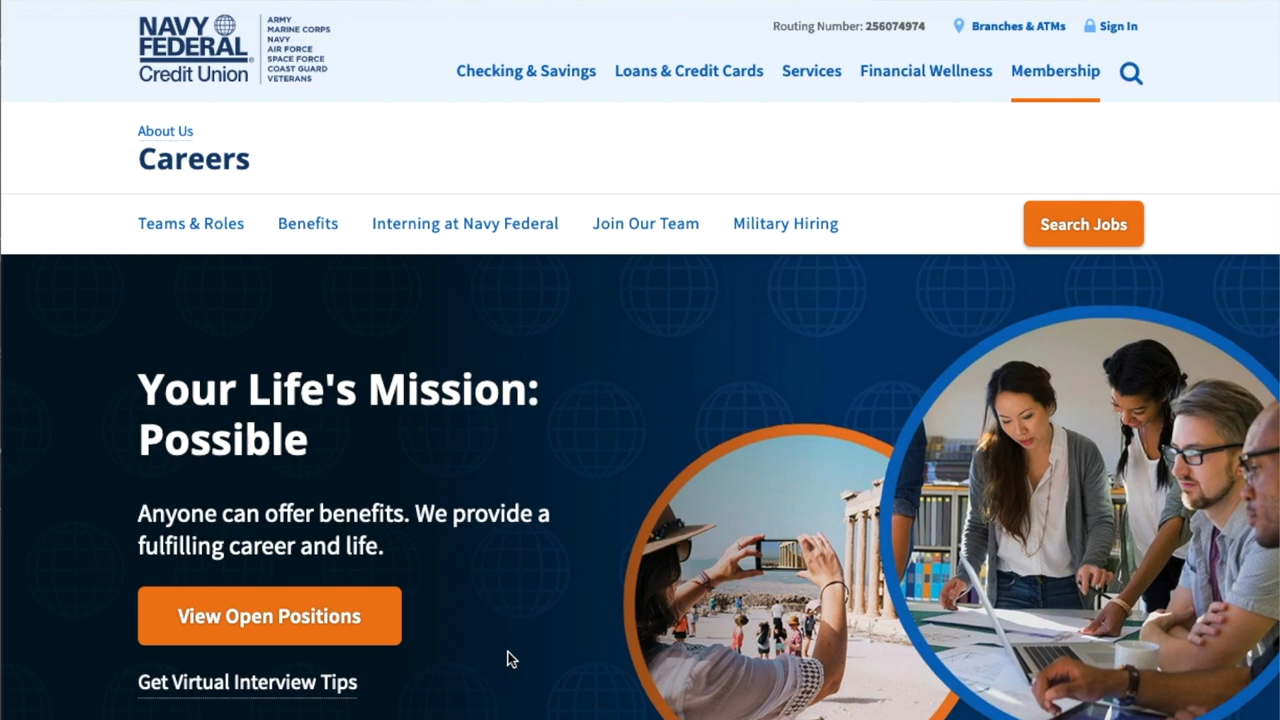 NAVY
FEDERAL
Credit Union
ARMY
MARINE CORPS
NAVY
AIR FORCE
SPACE FORCE
COAST GUARD
VETERANS
Routing Number: 256074974
Branches & ATMs
Sign In
Checking & Savings
Loans & Credit Cards
Services
Financial Wellness
Membership
About Us
Careers
Teams & Roles
Benefits
Interning at Navy Federal
Join Our Team
Military Hiring
Search Jobs
Your Life's Mission:
Possible
Anyone can offer benefits. We provide a
fulfilling career and life.
View Open Positions
Get Virtual Interview Tips